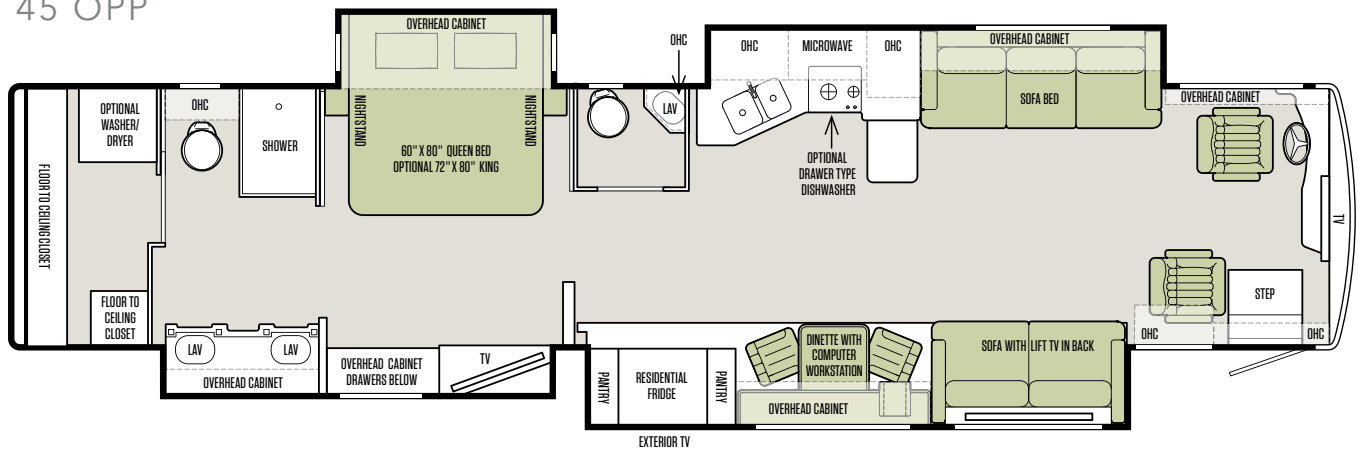 45 OPP
OVERHEAD CABINET
OHC
OHC
MICROWAVE
OHC
OVERHEAD CABINET
OPTIONAL
WASHER/
DRYER
OHC
SHOWER
NIGHTSTAND
NIGHTSTAND
60" X 80" QUEEN BED
OPTIONAL 72" X 80" KING
LAV
OPTIONAL
DRAWER TYPE
DISHWASHER
SOFA BED
OVERHEAD CABINET
TV
FLOOR TO CEILING CLOSET
FLOOR TO
CEILING
CLOSET
LAV
LAV
OVERHEAD CABINET
OVERHEAD CABINET
DRAWERS BELOW
TV
PANTRY
RESIDENTIAL
FRIDGE
PANTRY
DINETTE WITH
COMPUTER
WORKSTATION
OVERHEAD CABINET
SOFA WITH LIFT TV IN BACK
STEP
OHC
OHC
EXTERIOR TV